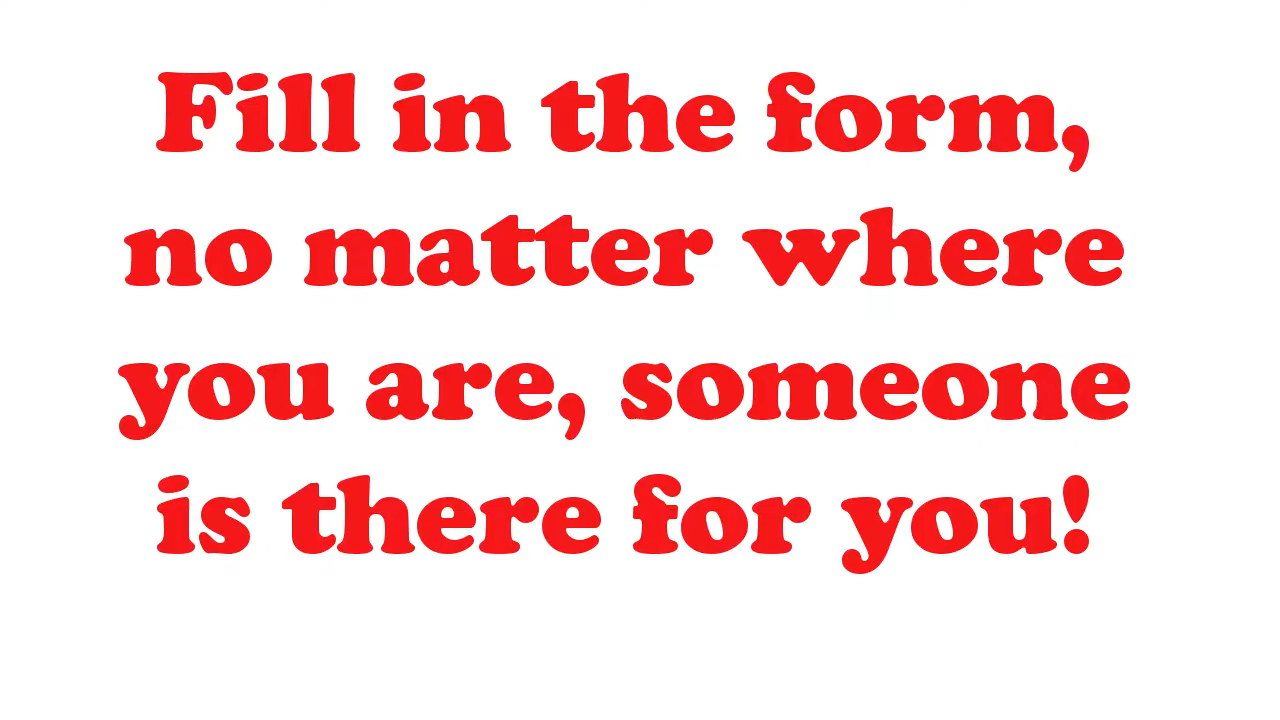 Fill in the form,
no matter where
you are, someone
is there for you!